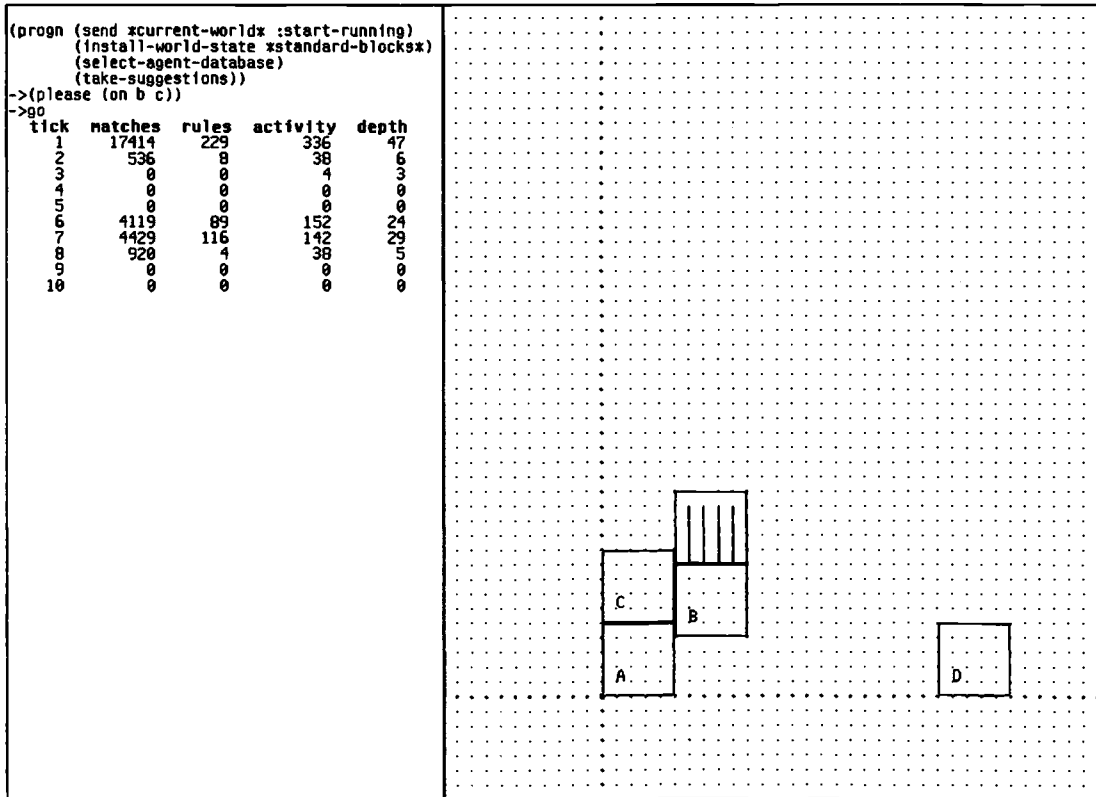 (progn (send *current-world* :start-running)
(install-world-state *standard-blocks*)
(select-agent-database)
(take-suggestions))
->(please (on b c))
->go
tick matches rules activity depth
1 17414 229 336 47
2 536 8 38 6
3 0 0 4 3
4 0 0 0 0
5 0 0 0 0
6 4119 89 152 24
7 4429 116 142 29
8 920 4 38 5
9 0 0 0 0
10 0 0 0 0
C
B
A
D